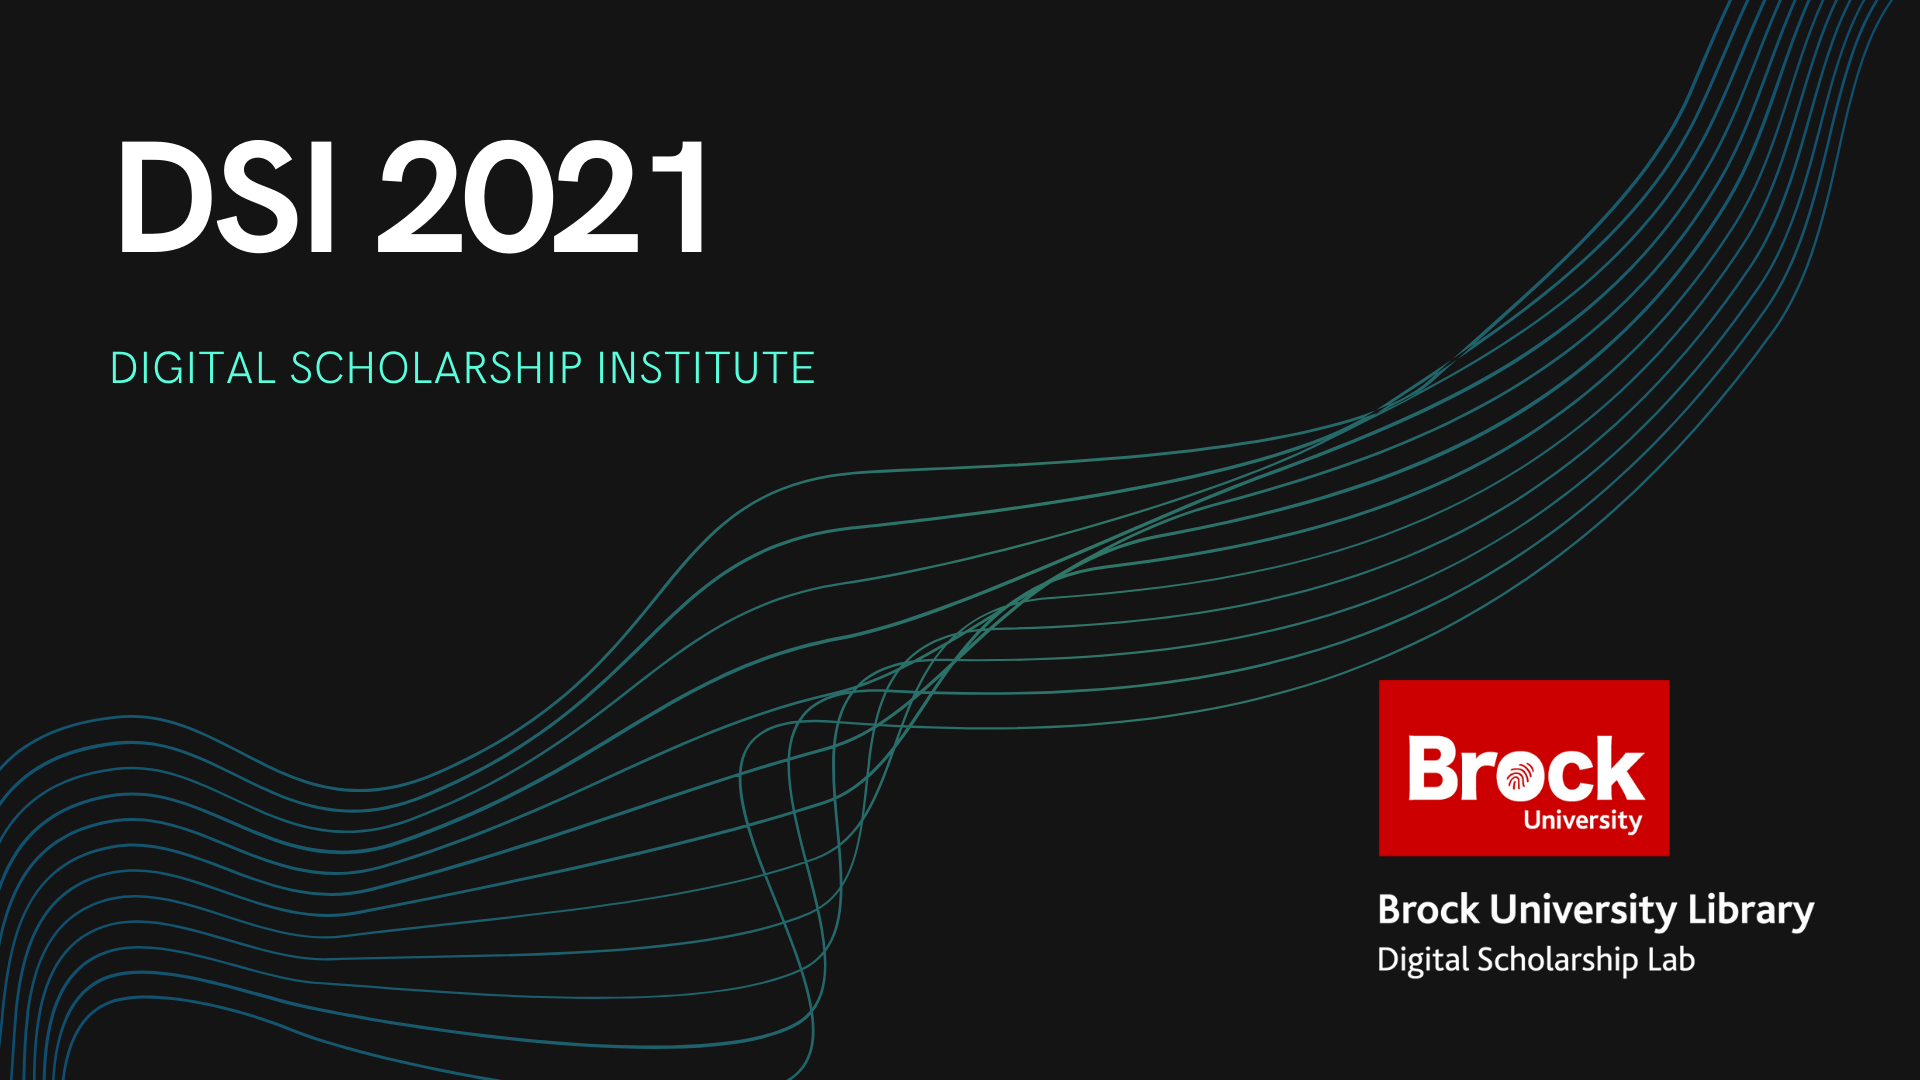 DSI 2021
DIGITAL SCHOLARSHIP INSTITUTE
Brock
University
Brock University Library
Digital Scholarship Lab